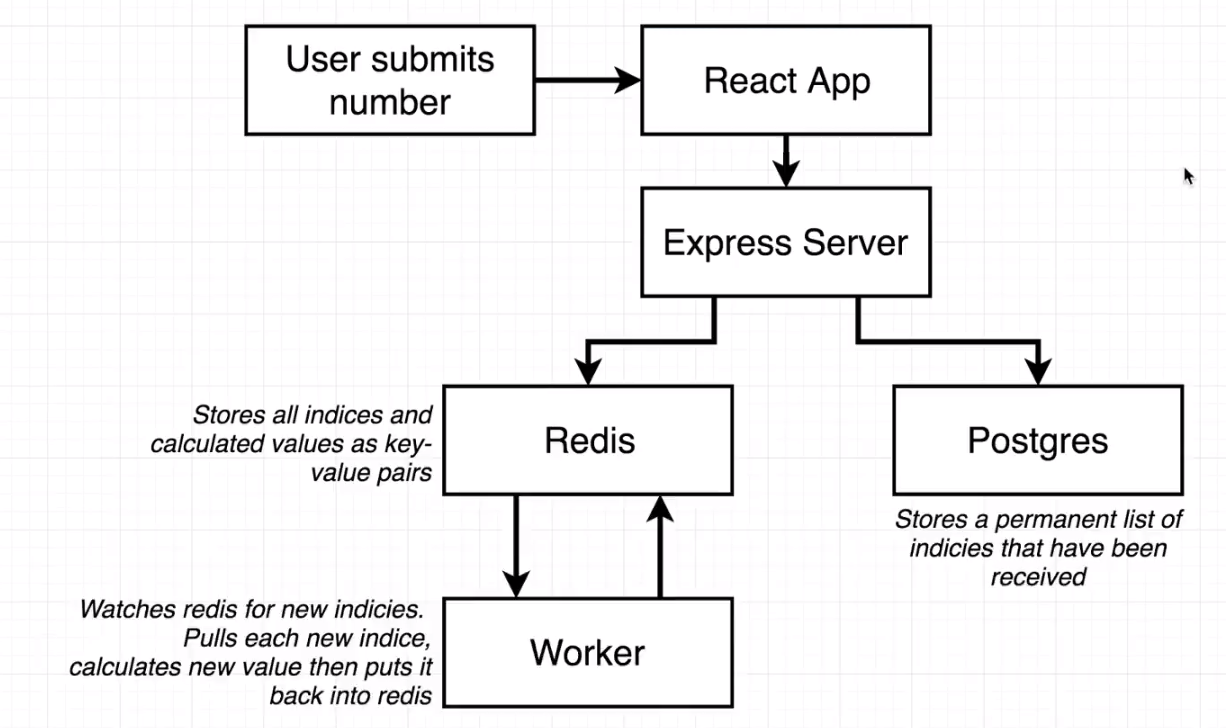 User submits
number
React App
Express Server
Stores all indices and
calculated values as key-
value pairs
Redis
Postgres
Stores a permanent list of
indicies that have been
received
Watches redis for new indicies.
Pulls each new indice,
calculates new value then puts it
back into redis
Worker